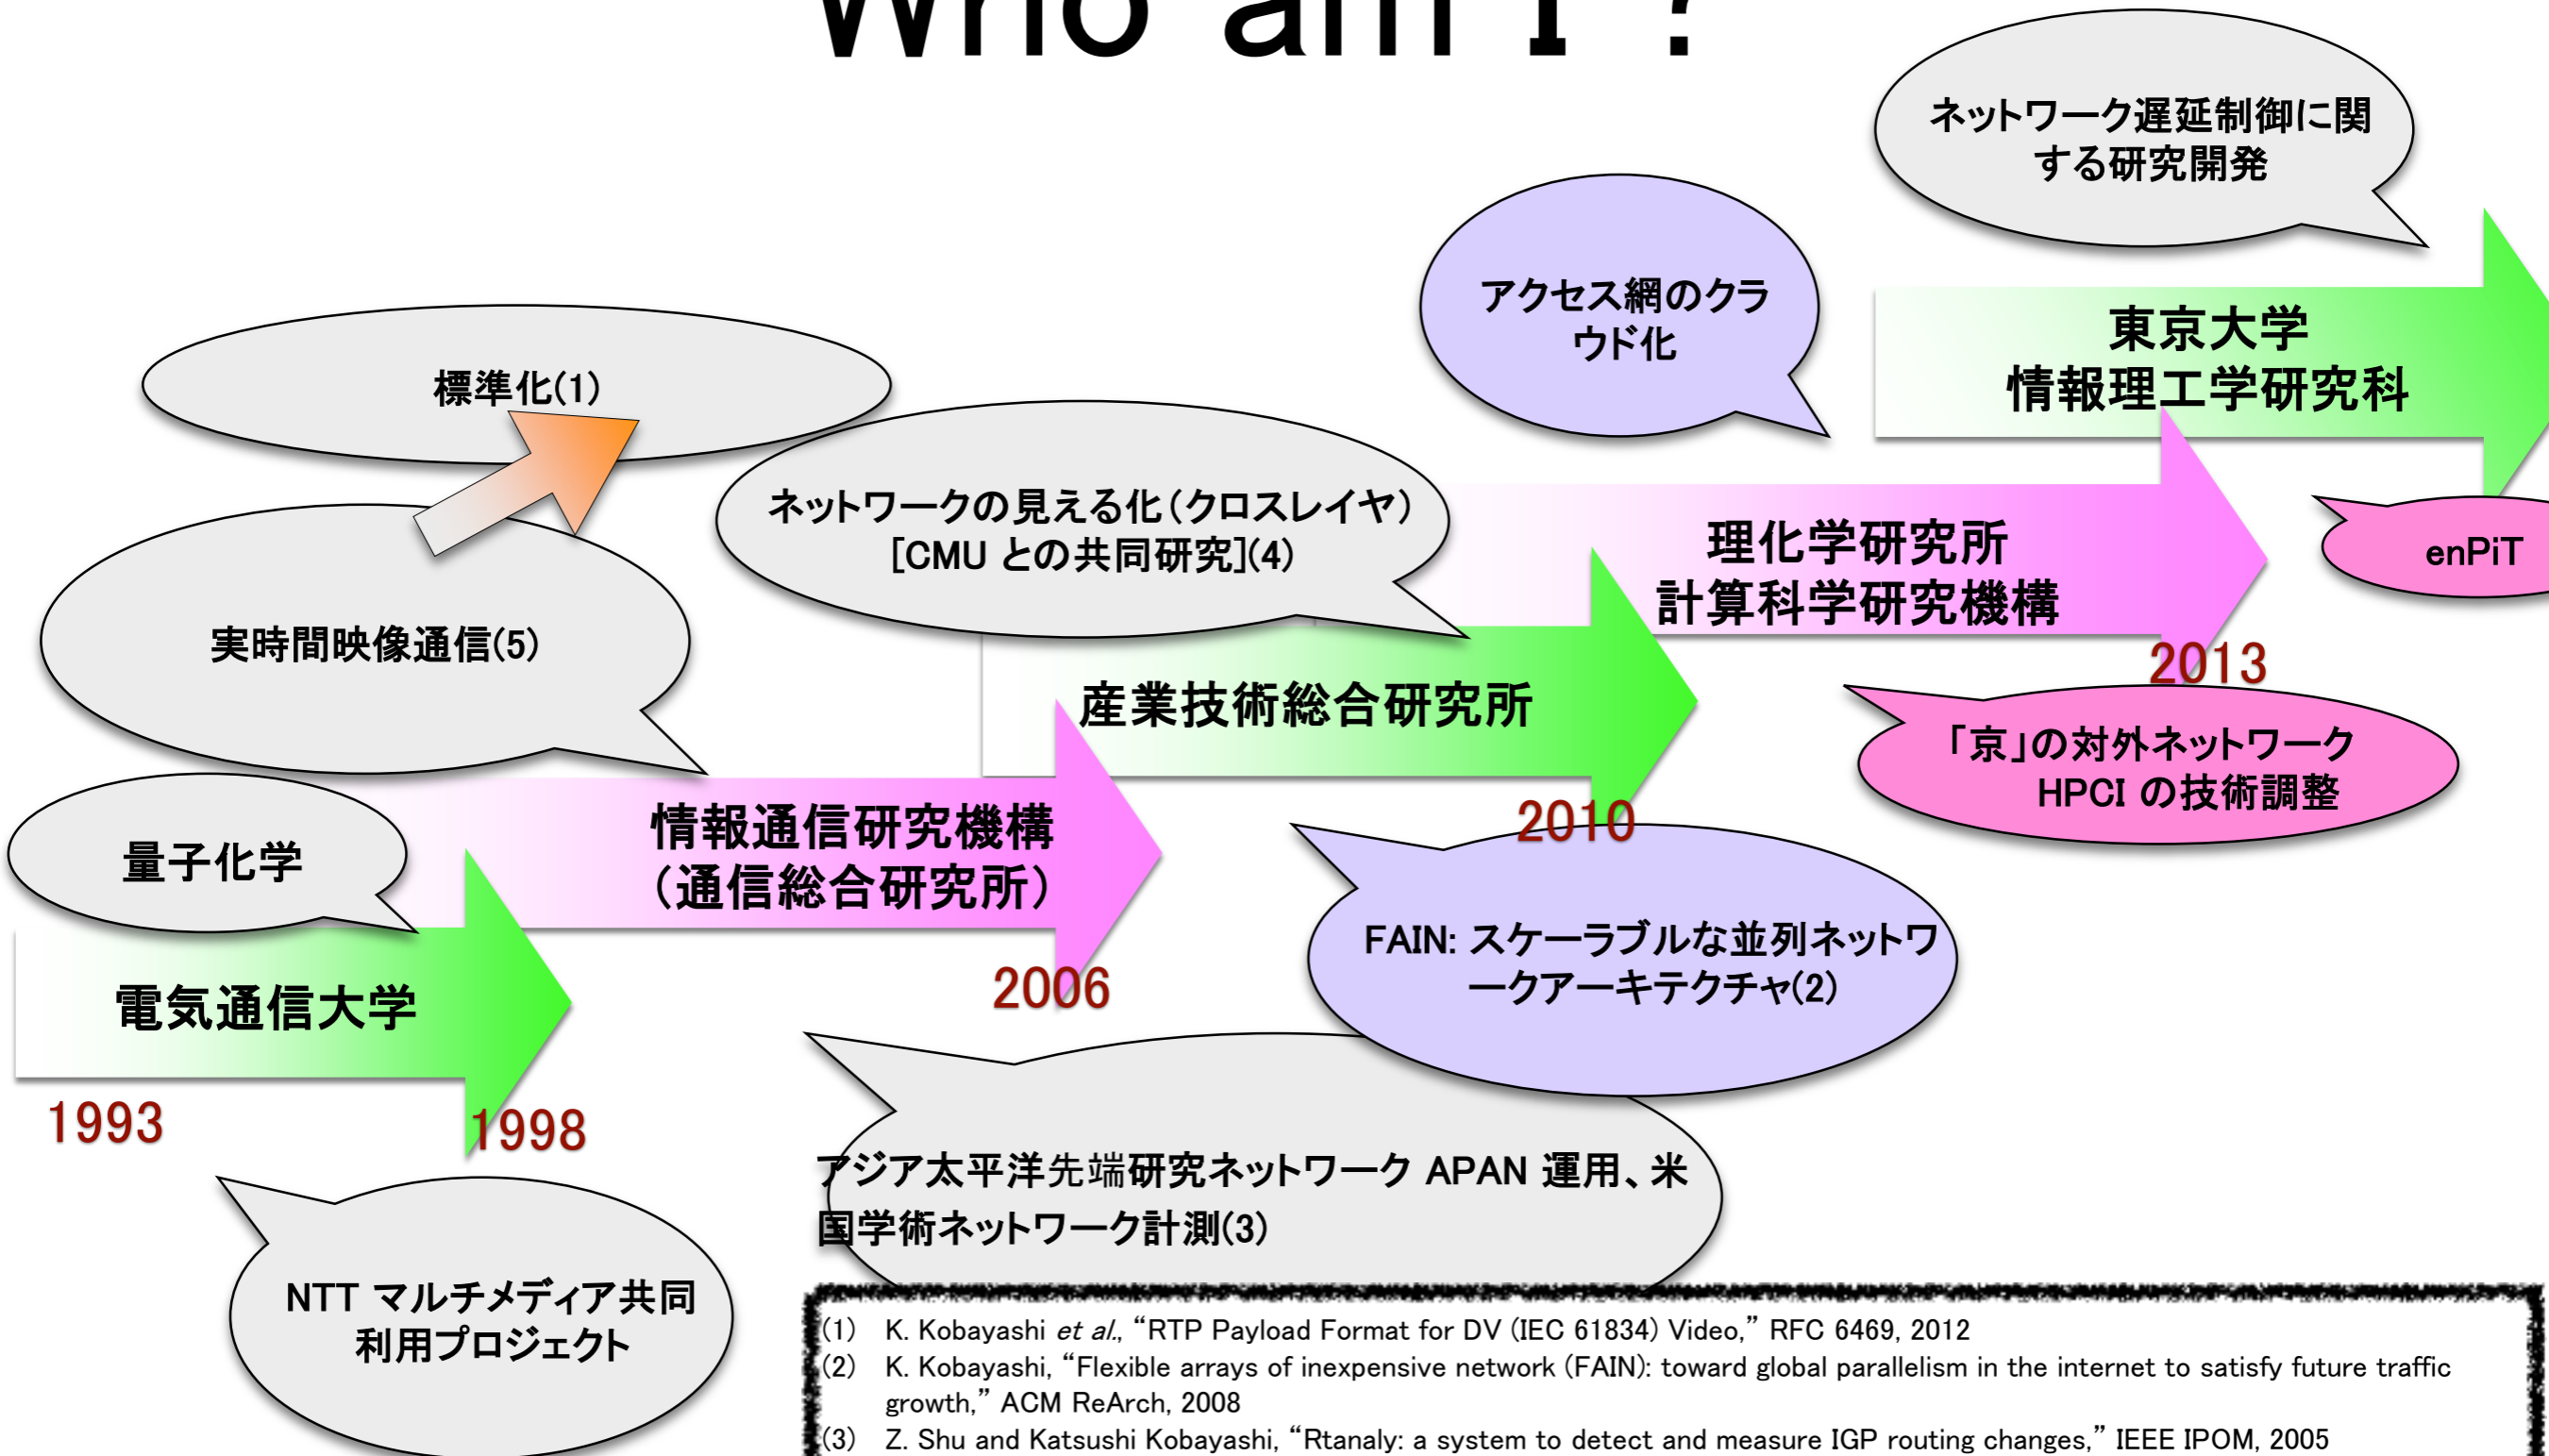 Who am I ?
ネットワーク遅延制御に関
する研究開発
アクセス網のクラ
ウド化
東京大学
情報理工学研究科
標準化(1)
ネットワークの見える化（クロスレイヤ）
[CMU との共同研究](4)
理化学研究所
計算科学研究機構
enPiT
実時間映像通信(5)
2013
産業技術総合研究所
「京」の対外ネットワーク
HPCI の技術調整
情報通信研究機構
（通信総合研究所）
2010
量子化学
FAIN: スケーラブルな並列ネットワ
ークアーキテクチャ(2)
2006
電気通信大学
1993
1998
アジア太平洋先端研究ネットワーク APAN 運用、米
国学術ネットワーク計測(3)
NTT マルチメディア共同
利用プロジェクト
(1) K. Kobayashi et al., “RTP Payload Format for DV (IEC 61834) Video,” RFC 6469, 2012
(2) K. Kobayashi, “Flexible arrays of inexpensive network (FAIN): toward global parallelism in the internet to satisfy future traffic
growth,” ACM ReArch, 2008
(3) Z. Shu and Katsushi Kobayashi, “Rtanaly: a system to detect and measure IGP routing changes,” IEEE IPOM, 2005